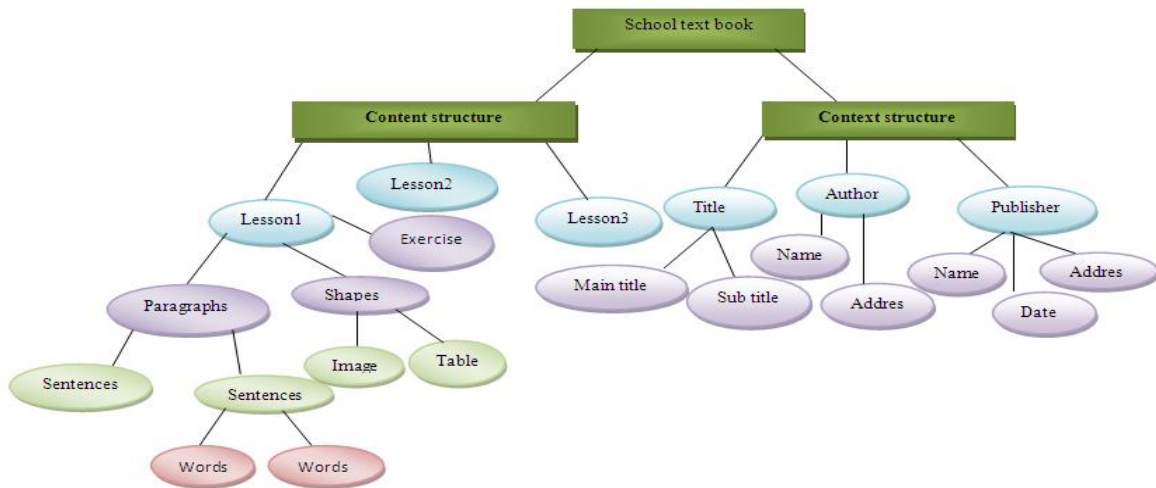 School text book
Content structure
Context structure
Lesson2
Lesson1
Exercise
Lesson3
Title
Author
Publisher
Name
Main title
Sub title
Addres
Name
Date
Addres
Paragraphs
Shapes
Image
Table
Sentences
Sentences
Words
Words